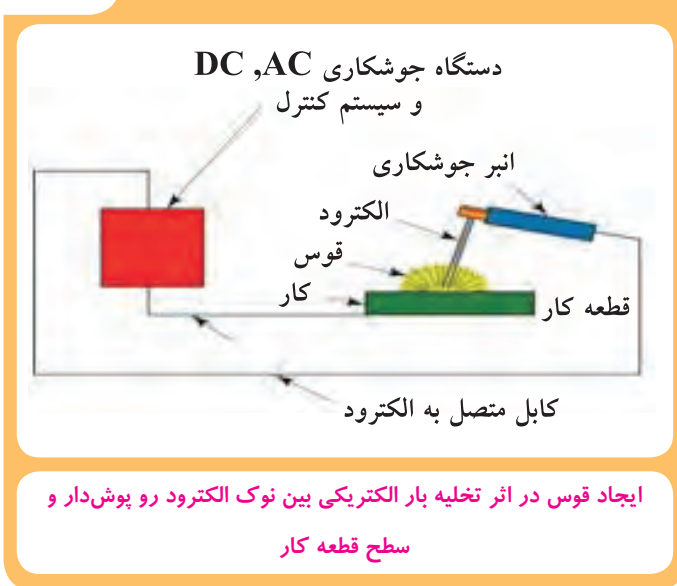 دستگاه جوشکاری DC ,AC
و سیستم کنترل
انبر جوشکاری
الکترود
قوس
کار
قطعه کار
کابل متصل به الکترود
ایجاد قوس در اثر تخلیه بار الکتریکی بین نوک الکترود رو پوش‌دار و
سطح قطعه کار